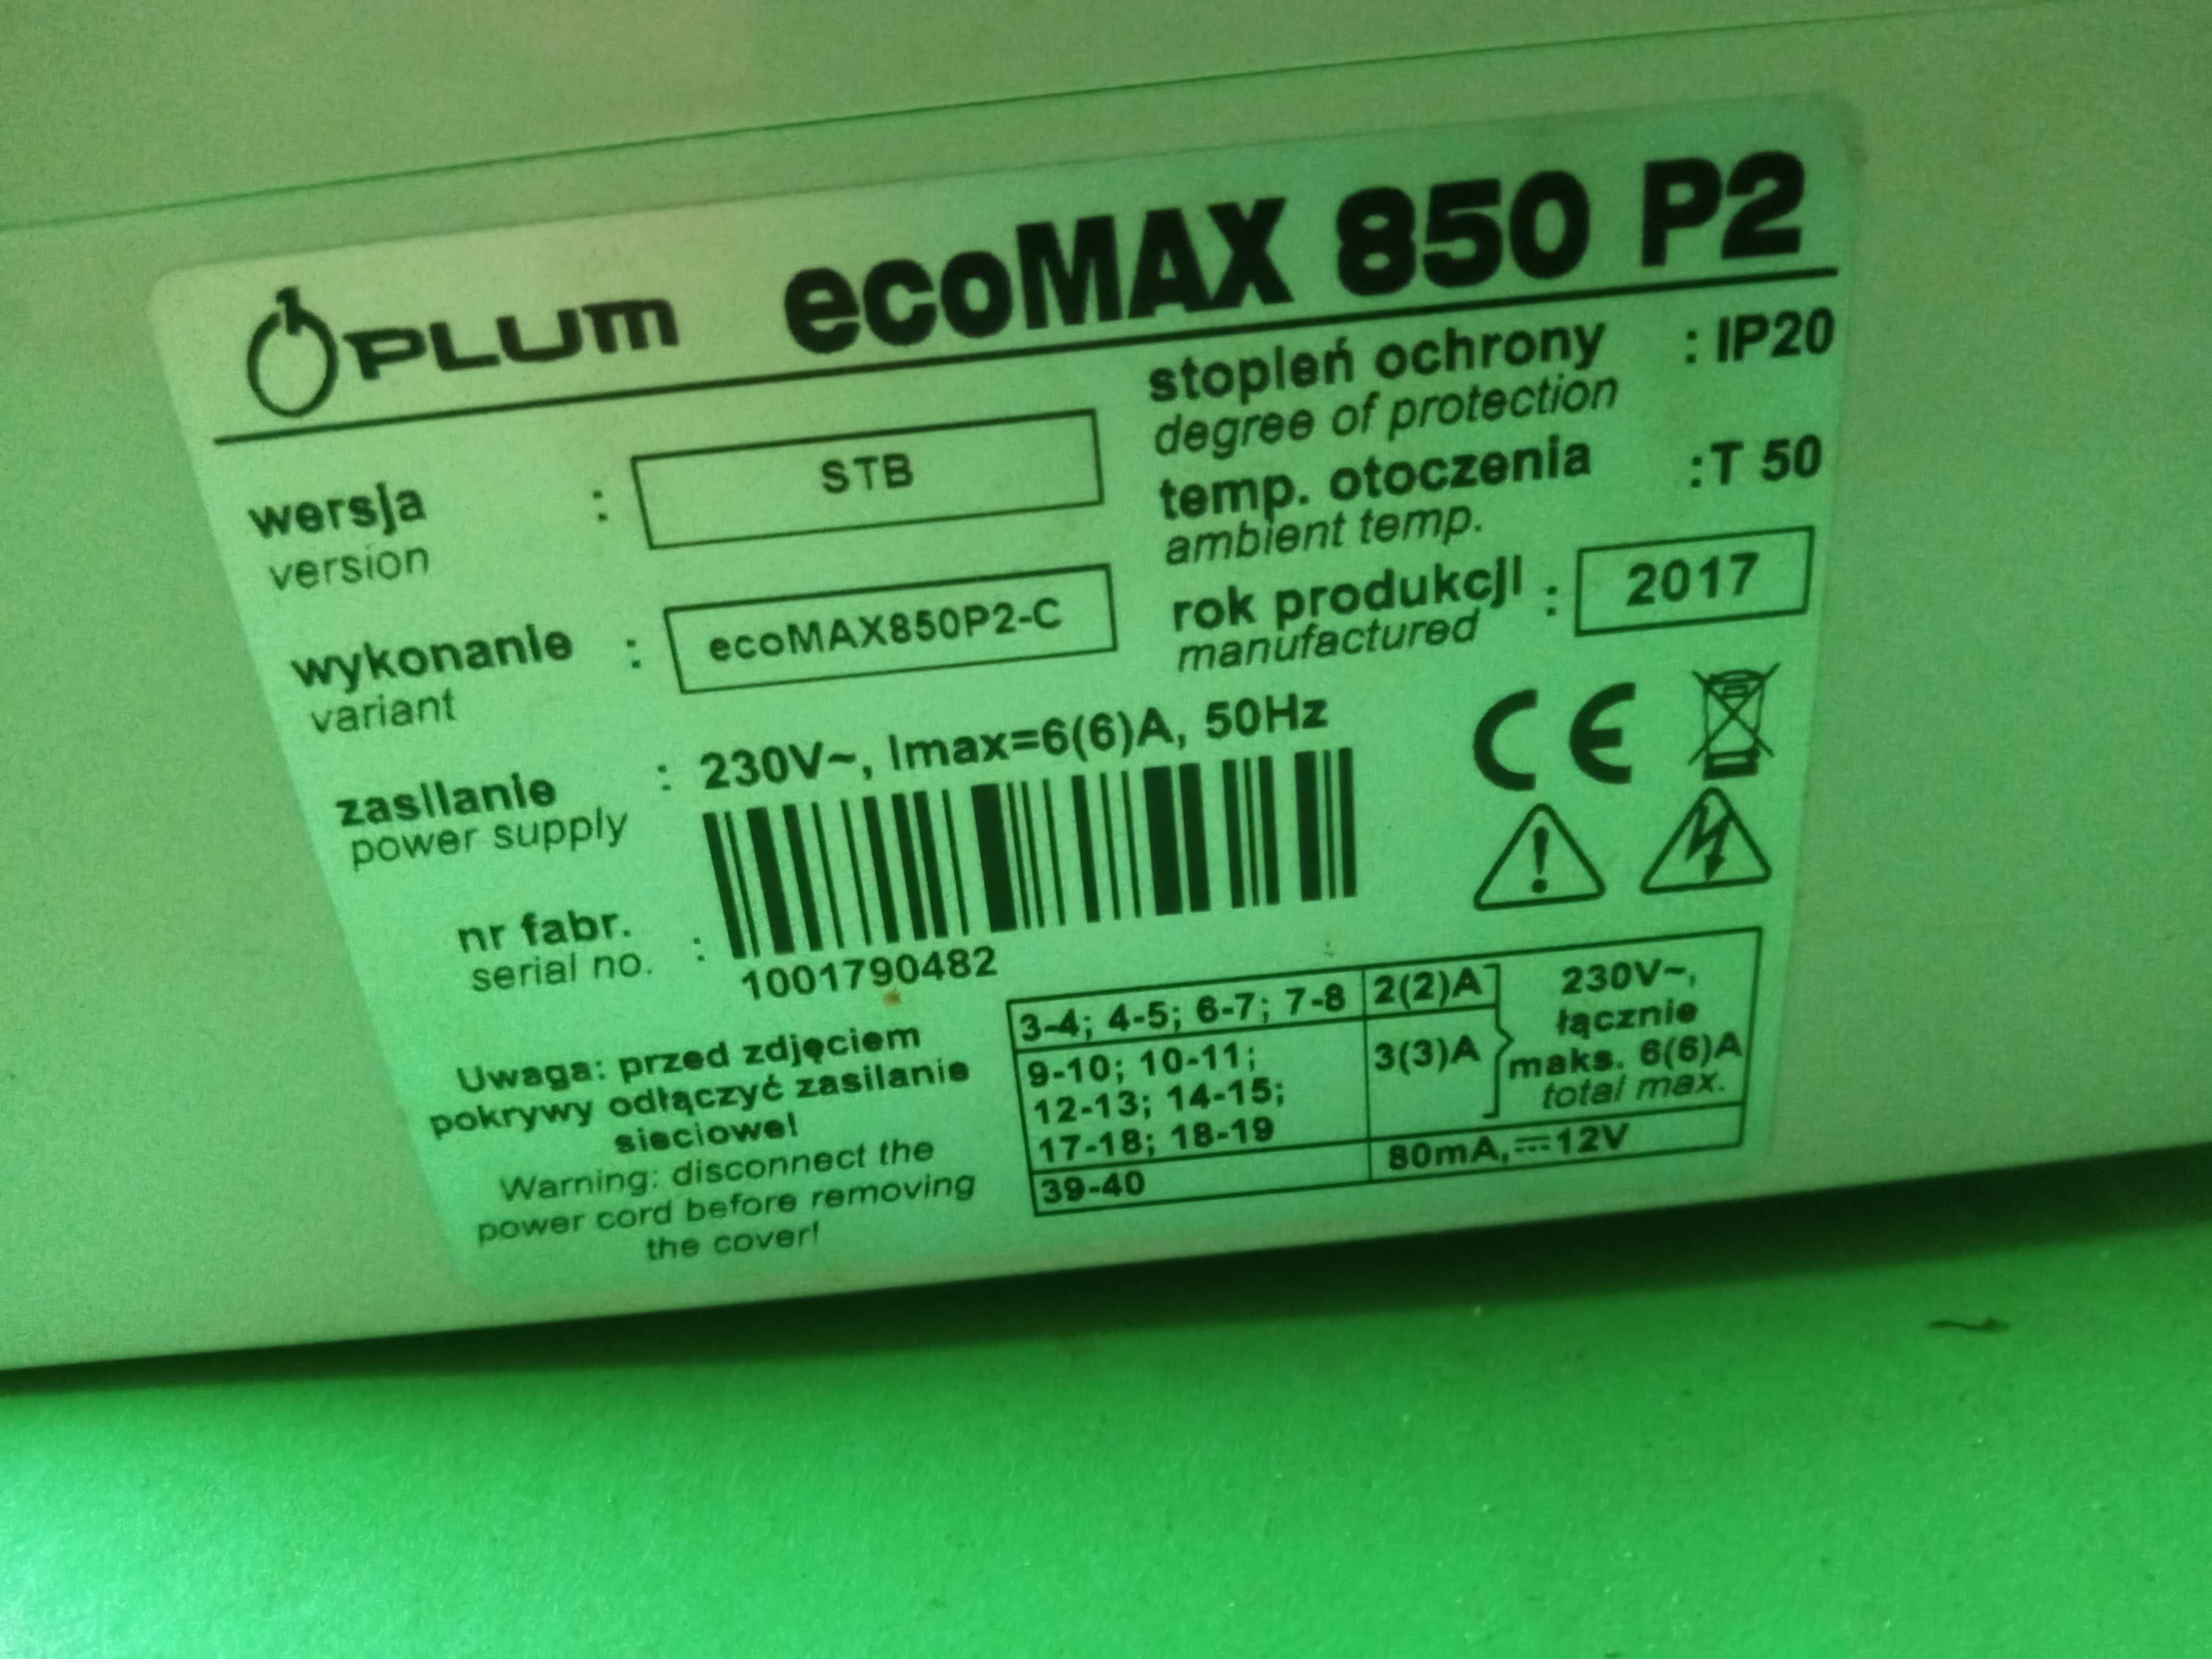 PLUM ecoMAX 850 P2
wersja : STB
version
wykonanie : ecoMAX850P2-C
variant
zasilanie : 230V~, Imax=6(6)A, 50Hz
power supply
nr fabr. :
serial no.
1001790482
stopień ochrony : IP20
degree of protection
temp. otoczenia :T 50
ambient temp.
rok produkcji : 2017
manufactured
CE
Uwaga: przed zdjęciem
pokrywy odłączyć zasilanie
sieciowe!
Warning: disconnect the
power cord before removing
the cover!
3-4; 4-5; 6-7; 7-8 2(2)A
9-10; 10-11;
12-13; 14-15;
17-18; 18-19
3(3)A
230V~,
łącznie
maks. 6(6)A
total max.
39-40 80mA,⎓12V